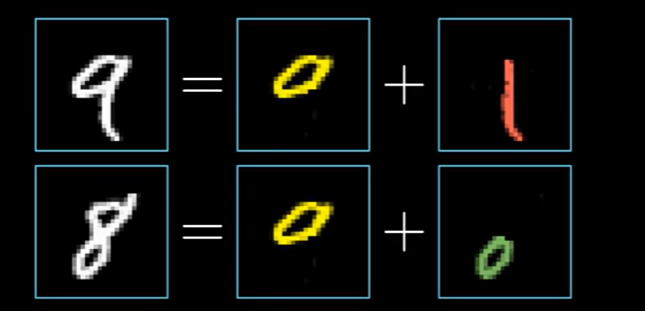 9 = 0 + 1
8 = 0 + 0